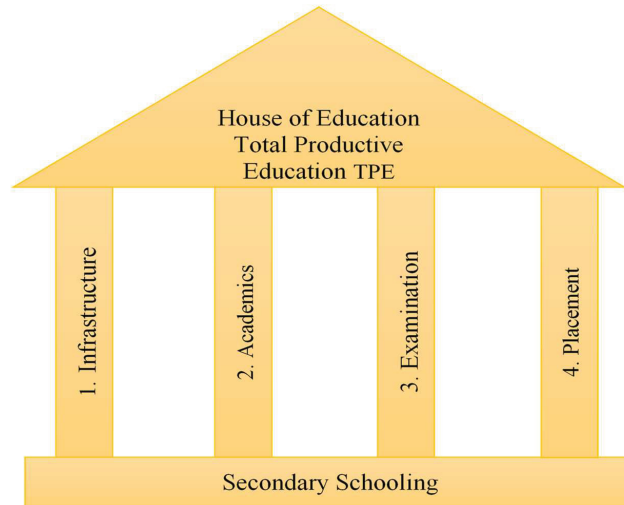 House of Education
Total Productive
Education TPE
1. Infrastructure
2. Academics
3. Examination
4. Placement
Secondary Schooling